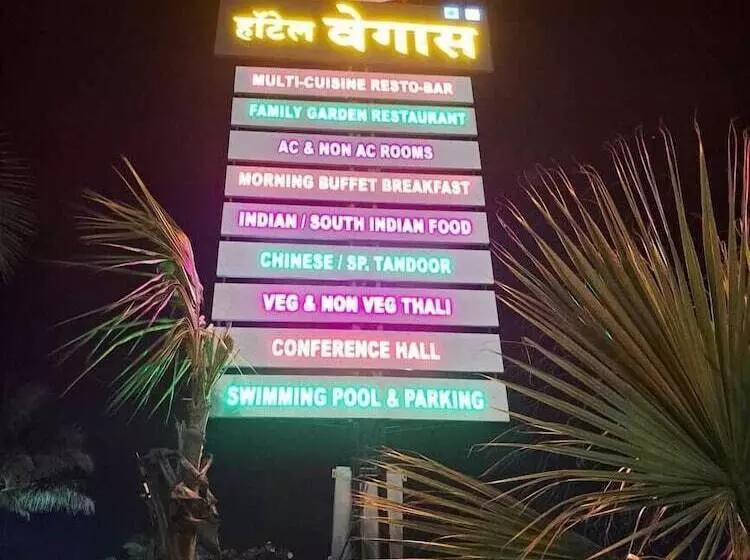 हॉटेल वेगास
MULTI-CUISINE RESTO-BAR
FAMILY GARDEN RESTAURANT
AC & NON AC ROOMS
MORNING BUFFET BREAKFAST
INDIAN / SOUTH INDIAN FOOD
CHINESE / SP. TANDOOR
VEG & NON VEG THALI
CONFERENCE HALL
SWIMMING POOL & PARKING